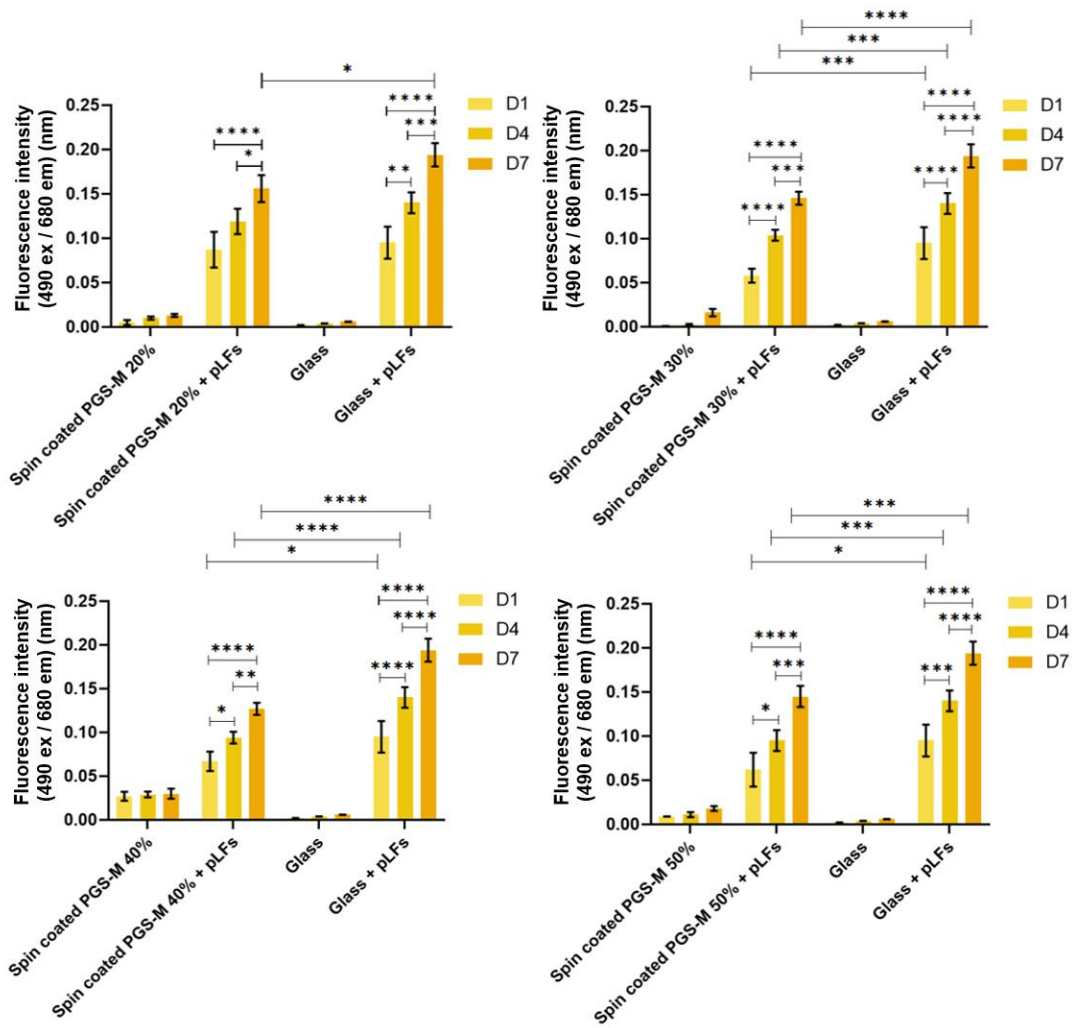 ****
***
***
*
0.25
0.20
0.15
0.10
0.05
0.00
Fluorescence intensity
(490 ex / 680 em) (nm)
****
*
****
***
**
D1
D4
D7
Spin coated PGS-M 20%
Spin coated PGS-M 20% + pLFs
Glass
Glass + pLFs
0.25
0.20
0.15
0.10
0.05
0.00
Fluorescence intensity
(490 ex / 680 em) (nm)
****
***
****
****
****
****
D1
D4
D7
Spin coated PGS-M 30%
Spin coated PGS-M 30% + pLFs
Glass
Glass + pLFs
****
****
*
0.25
0.20
0.15
0.10
0.05
0.00
Fluorescence intensity
(490 ex / 680 em) (nm)
****
**
*
****
****
****
D1
D4
D7
Spin coated PGS-M 40%
Spin coated PGS-M 40% + pLFs
Glass
Glass + pLFs
***
***
*
0.25
0.20
0.15
0.10
0.05
0.00
Fluorescence intensity
(490 ex / 680 em) (nm)
****
***
*
****
****
***
D1
D4
D7
Spin coated PGS-M 50%
Spin coated PGS-M 50% + pLFs
Glass
Glass + pLFs